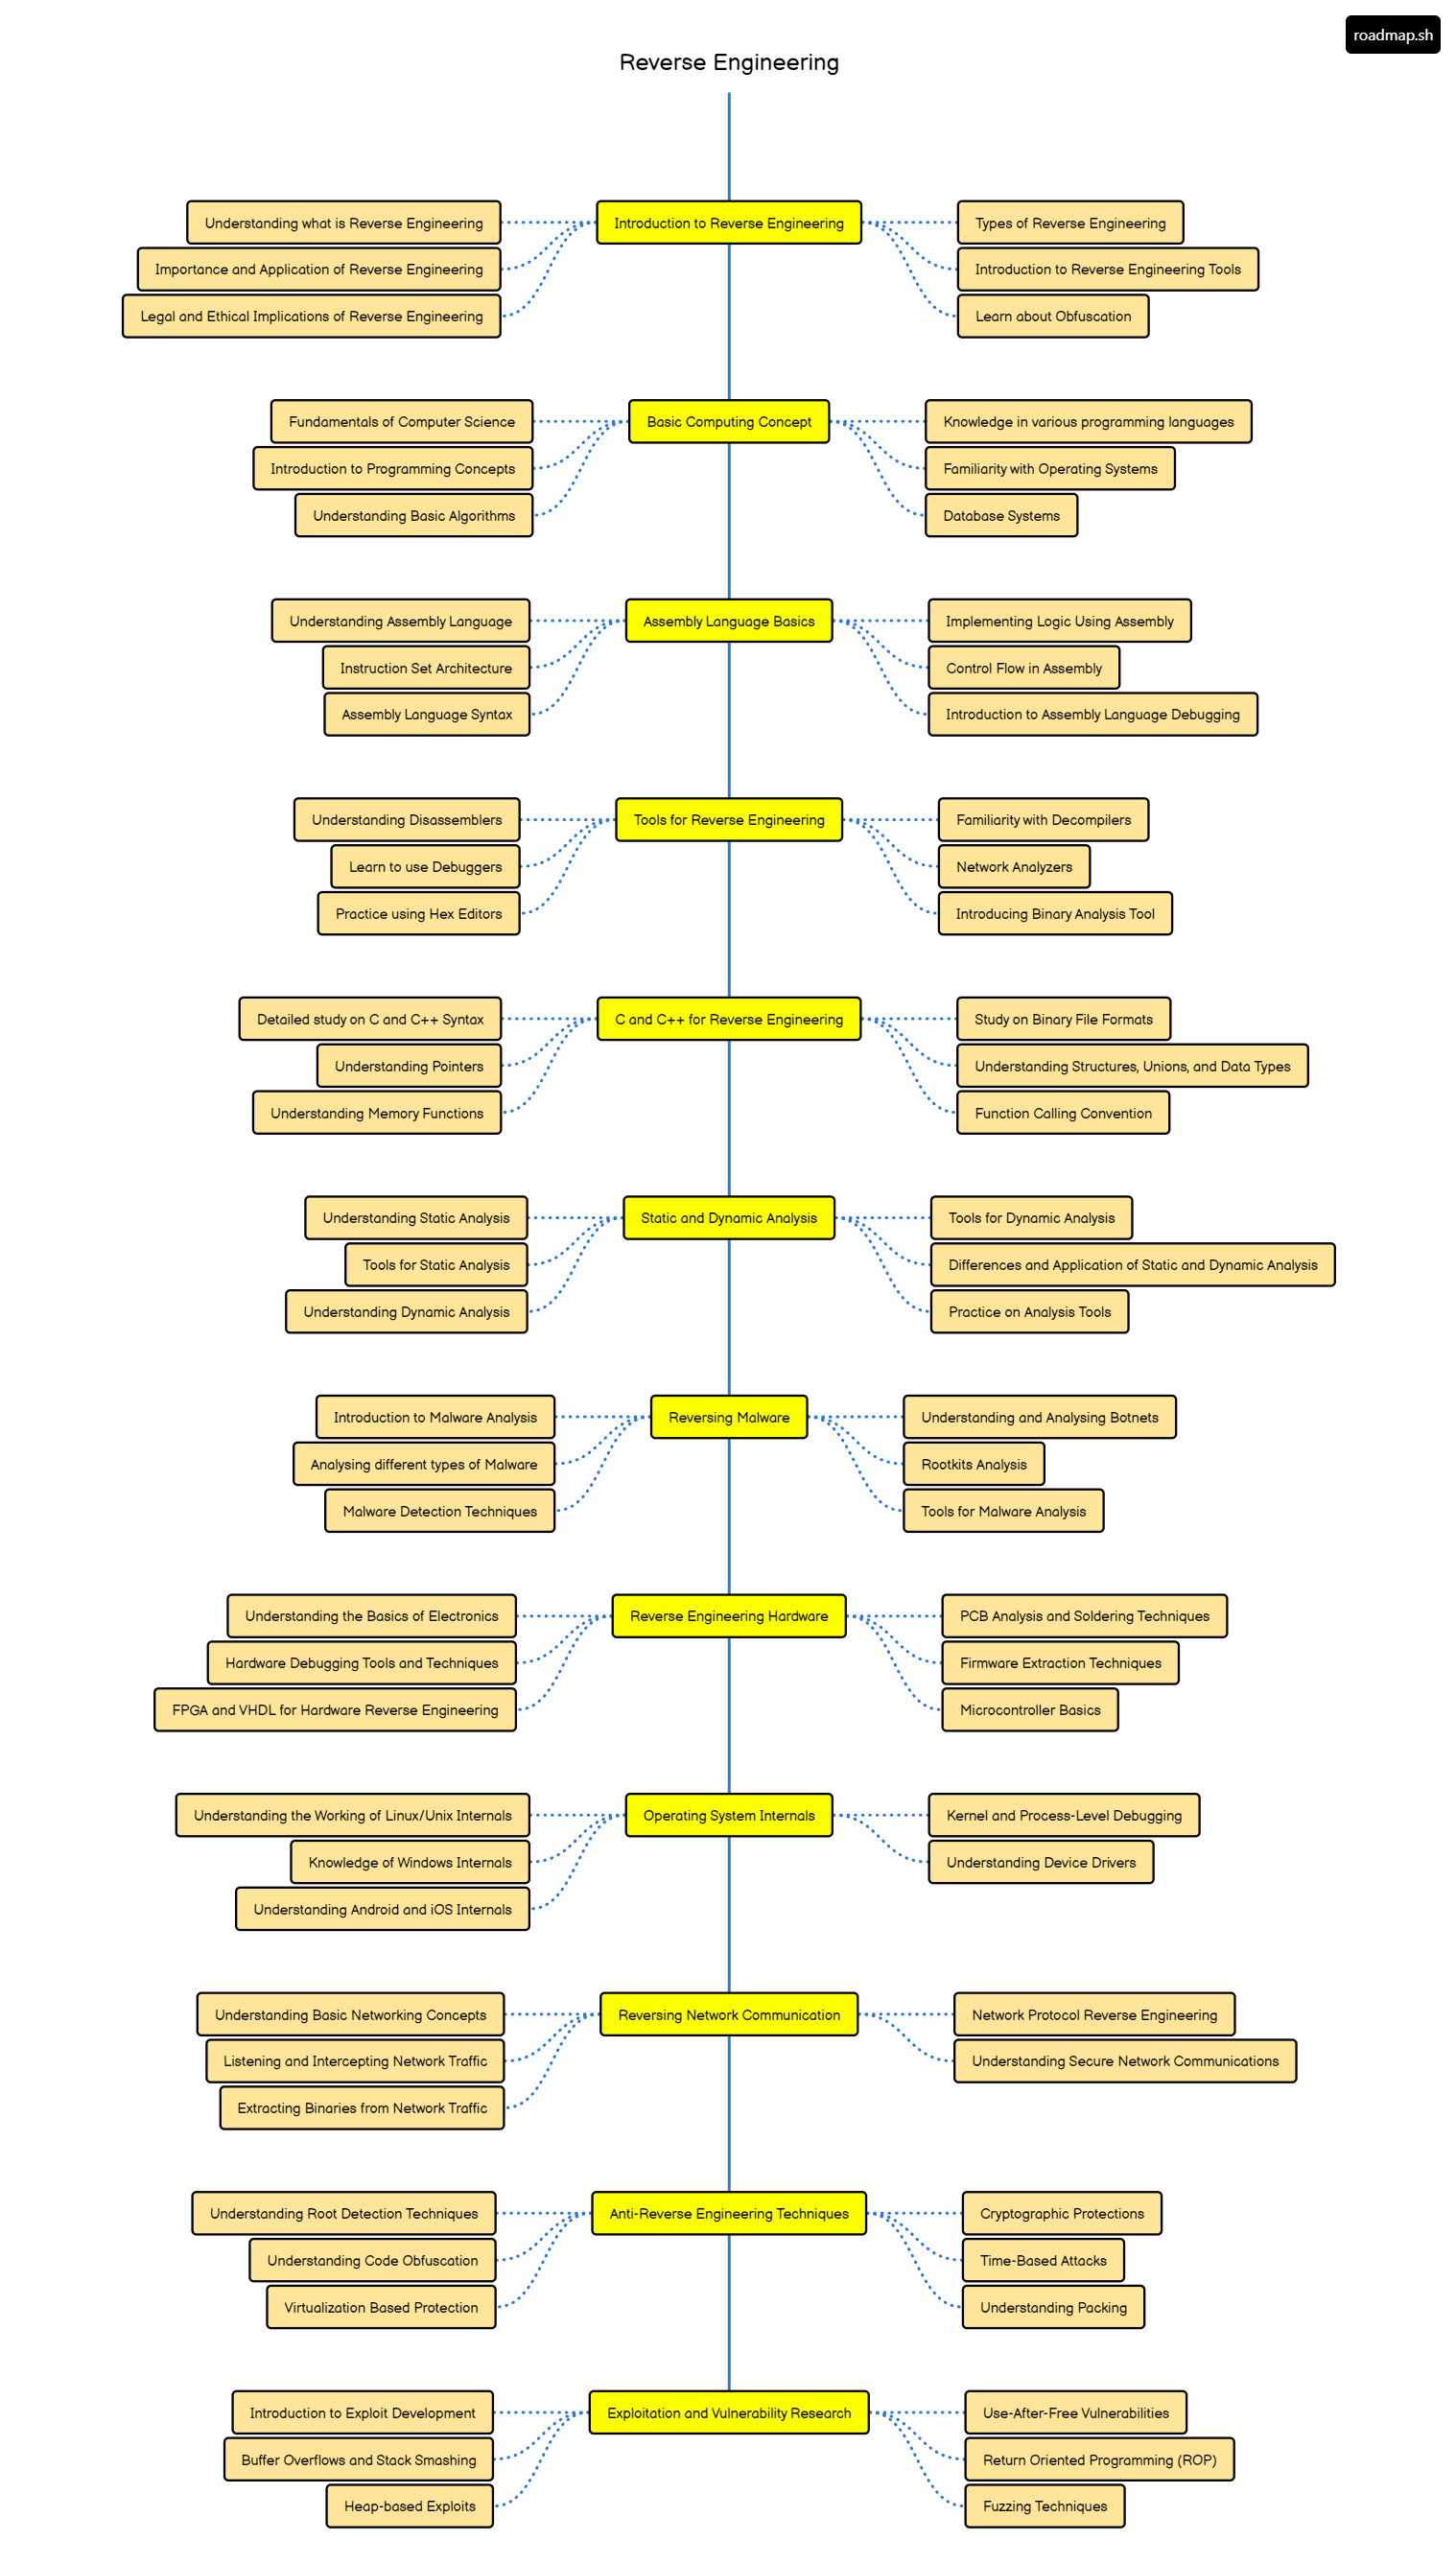 roadmap.sh
Reverse Engineering
Introduction to Reverse Engineering
Understanding what is Reverse Engineering
Importance and Application of Reverse Engineering
Legal and Ethical Implications of Reverse Engineering
Types of Reverse Engineering
Introduction to Reverse Engineering Tools
Learn about Obfuscation
Basic Computing Concept
Fundamentals of Computer Science
Introduction to Programming Concepts
Understanding Basic Algorithms
Knowledge in various programming languages
Familiarity with Operating Systems
Database Systems
Assembly Language Basics
Understanding Assembly Language
Instruction Set Architecture
Assembly Language Syntax
Implementing Logic Using Assembly
Control Flow in Assembly
Introduction to Assembly Language Debugging
Tools for Reverse Engineering
Understanding Disassemblers
Learn to use Debuggers
Practice using Hex Editors
Familiarity with Decompilers
Network Analyzers
Introducing Binary Analysis Tool
C and C++ for Reverse Engineering
Detailed study on C and C++ Syntax
Understanding Pointers
Understanding Memory Functions
Study on Binary File Formats
Understanding Structures, Unions, and Data Types
Function Calling Convention
Static and Dynamic Analysis
Understanding Static Analysis
Tools for Static Analysis
Understanding Dynamic Analysis
Tools for Dynamic Analysis
Differences and Application of Static and Dynamic Analysis
Practice on Analysis Tools
Reversing Malware
Introduction to Malware Analysis
Analysing different types of Malware
Malware Detection Techniques
Understanding and Analysing Botnets
Rootkits Analysis
Tools for Malware Analysis
Reverse Engineering Hardware
Understanding the Basics of Electronics
Hardware Debugging Tools and Techniques
FPGA and VHDL for Hardware Reverse Engineering
PCB Analysis and Soldering Techniques
Firmware Extraction Techniques
Microcontroller Basics
Operating System Internals
Understanding the Working of Linux/Unix Internals
Knowledge of Windows Internals
Understanding Android and iOS Internals
Kernel and Process-Level Debugging
Understanding Device Drivers
Reversing Network Communication
Understanding Basic Networking Concepts
Listening and Intercepting Network Traffic
Extracting Binaries from Network Traffic
Network Protocol Reverse Engineering
Understanding Secure Network Communications
Anti-Reverse Engineering Techniques
Understanding Root Detection Techniques
Understanding Code Obfuscation
Virtualization Based Protection
Cryptographic Protections
Time-Based Attacks
Understanding Packing
Exploitation and Vulnerability Research
Introduction to Exploit Development
Buffer Overflows and Stack Smashing
Heap-based Exploits
Use-After-Free Vulnerabilities
Return Oriented Programming (ROP)
Fuzzing Techniques